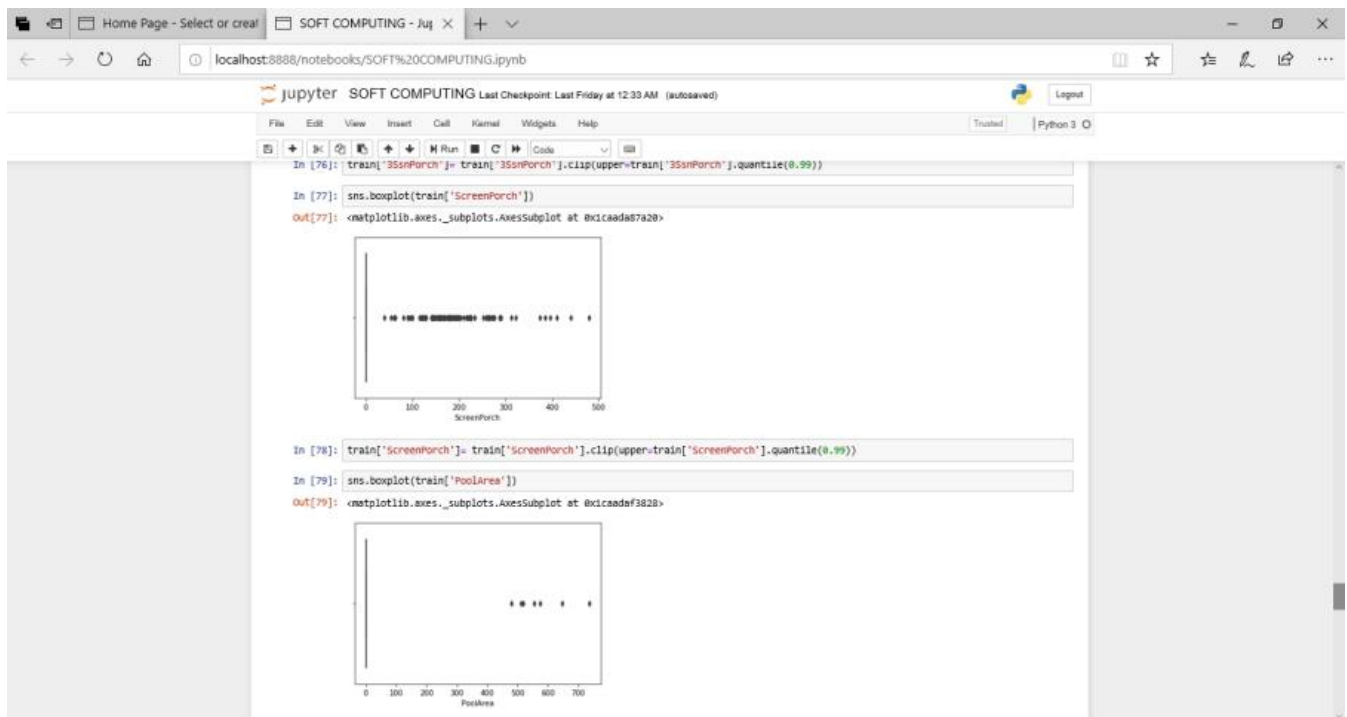 Home Page - Select or creat
SOFT COMPUTING - Jup
localhost:8888/notebooks/SOFT%20COMPUTING.ipynb
jupyter SOFT COMPUTING Last Checkpoint: Last Friday at 12:33 AM (autosaved)
Logout
File Edit View Insert Cell Kernel Widgets Help
Trusted Python 3
Run Code
In [76]: train['3SsnPorch']= train['3SsnPorch'].clip(upper=train['3SsnPorch'].quantile(0.99))
In [77]: sns.boxplot(train['ScreenPorch'])
Out[77]: <matplotlib.axes._subplots.AxesSubplot at 0x1caada87a20>
0 100 200 300 400 500
ScreenPorch
In [78]: train['ScreenPorch']= train['ScreenPorch'].clip(upper=train['ScreenPorch'].quantile(0.99))
In [79]: sns.boxplot(train['PoolArea'])
Out[79]: <matplotlib.axes._subplots.AxesSubplot at 0x1caadaf3828>
0 100 200 300 400 500 600 700
PoolArea